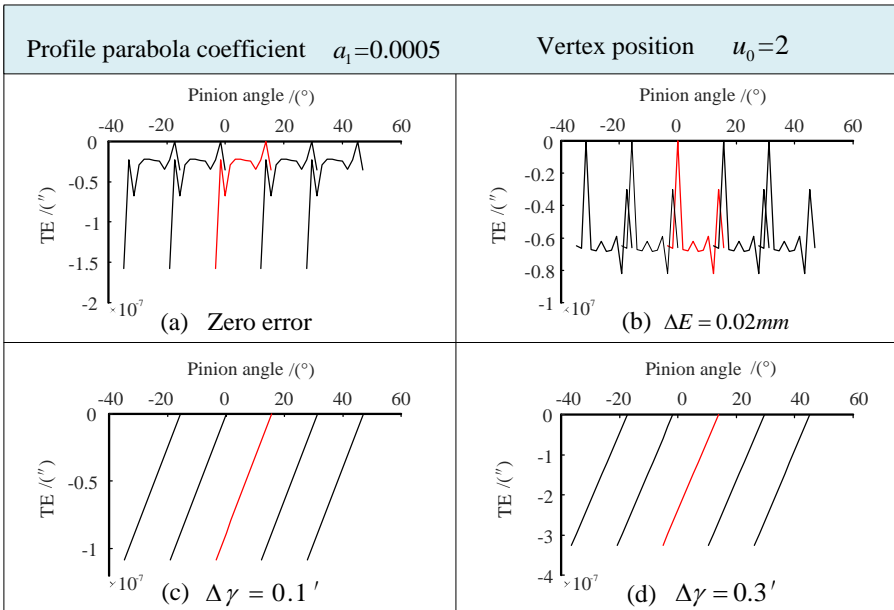 Profile parabola coefficient a₁=0.0005 Vertex position u₀=2
Pinion angle /(°)
-40 -20 0 20 40 60
0
-0.5
-1
-1.5
-2
TE /(″)
×10⁻⁷
(a) Zero error
Pinion angle /(°)
-40 -20 0 20 40 60
0
-0.2
-0.4
-0.6
-0.8
-1
TE /(″)
×10⁻⁷
(b) ΔE = 0.02mm
Pinion angle /(°)
-40 -20 0 20 40 60
0
-0.5
-1
TE /(″)
×10⁻⁷
(c) Δγ = 0.1′
Pinion angle /(°)
-40 -20 0 20 40 60
0
-1
-2
-3
-4
TE /(″)
×10⁻⁷
(d) Δγ = 0.3′